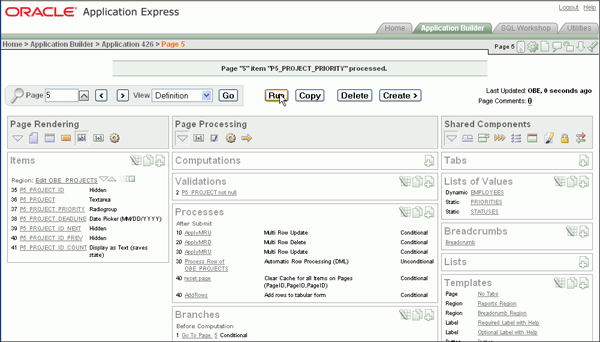 ORACLE® Application Express
Logout Help
Home Application Builder SQL Workshop Utilities
Home > Application Builder > Application 426 > Page 5
Page 5
Page "5" item "P5_PROJECT_PRIORITY" processed.
Page 5 < > View Definition Go Run Copy Delete Create >
Last Updated: OBE, 0 seconds ago
Page Comments: 0
Page Rendering
Items
Region: Edit OBE_PROJECTS
35 P5_PROJECT_ID Hidden
36 P5_PROJECT Textarea
37 P5_PROJECT_PRIORITY Radiogroup
38 P5_PROJECT_DEADLINE Date Picker (MM/DD/YYYY)
39 P5_PROJECT_ID_NEXT Hidden
40 P5_PROJECT_ID_PREV Hidden
41 P5_PROJECT_ID_COUNT Display as Text (saves
state)
Page Processing
Computations
Validations
2 P5_PROJECT not null
Processes
After Submit
10 ApplyMRU Multi Row Update Conditional
20 ApplyMRD Multi Row Delete Conditional
30 ApplyMRU Multi Row Update Conditional
30 Process Row of
OBE_PROJECTS Automatic Row Processing (DML) Unconditional
40 reset page Clear Cache for all Items on Pages
(PageID,PageID,PageID) Conditional
40 AddRows Add rows to tabular form Conditional
Branches
Before Computation
1 Go To Page 5 Conditional
Shared Components
Tabs
Lists of Values
Dynamic EMPLOYEES
Static PRIORITIES
Static STATUSES
Breadcrumbs
Breadcrumb
Lists
Templates
Page No Tabs
Region Reports Region
Region Breadcrumb Region
Label Required Label with Help
Label Optional Label with Help